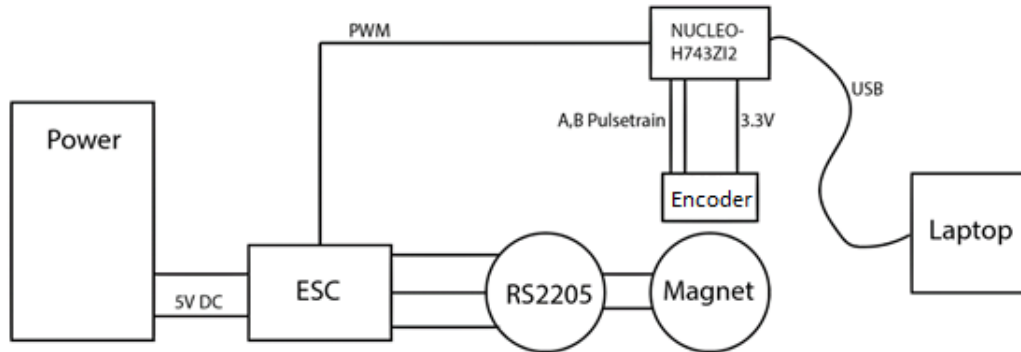 PWM
NUCLEO-
H743ZI2
USB
Power
A,B Pulsetrain
3.3V
Encoder
Laptop
5V DC
ESC
RS2205
Magnet